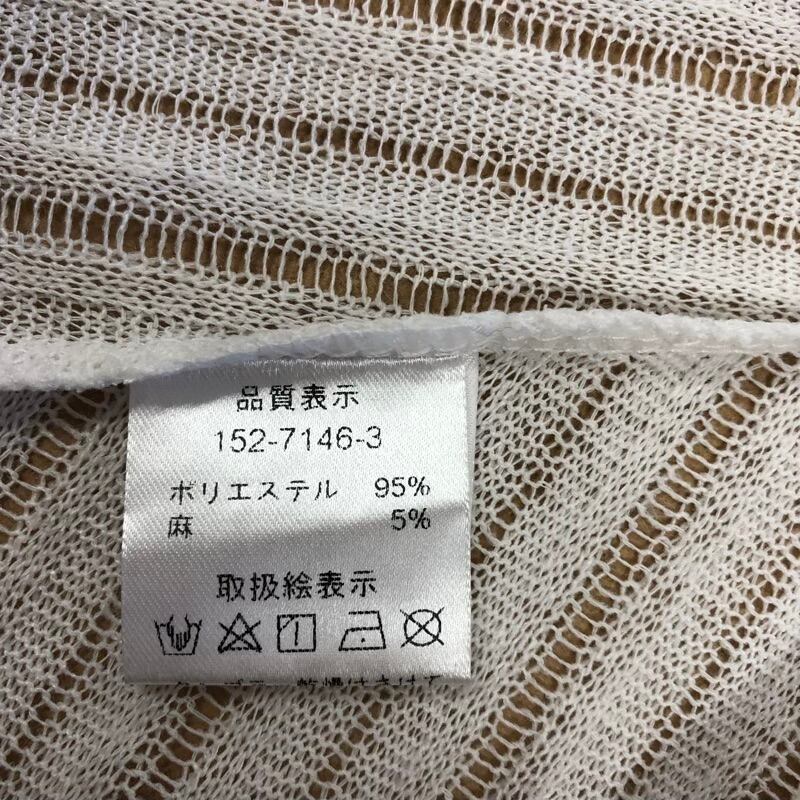 品質表示
152-7146-3
ポリエステル 95%
麻 5%
取扱絵表示